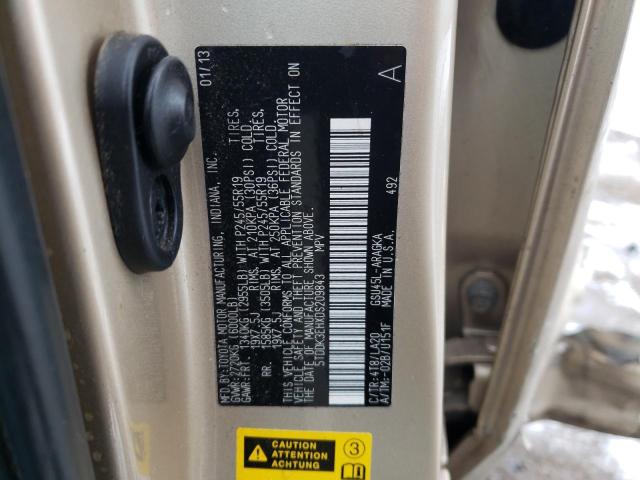 MFD.BY:TOYOTA MOTOR MANUFACTURING, INDIANA, INC. 01/13
GVWR:2720KG (6000LB)
GAWR:FRT. 1340KG (2955LB) WITH P245/55R19 TIRES,
19X7.5J RIMS, AT 210KPA (30PSI) COLD.
RR. 1585KG (3505LB) WITH P245/55R19 TIRES,
19X7.5J RIMS, AT 250KPA (36PSI) COLD.
THIS VEHICLE CONFORMS TO ALL APPLICABLE FEDERAL MOTOR
VEHICLE SAFETY AND THEFT PREVENTION STANDARDS IN EFFECT ON
THE DATE OF MANUFACTURE SHOWN ABOVE.
MPV
C/TR:4T8/LA20 GSU45L-ARAGKA
A/TM:-02B/U151F MADE IN U.S.A. 492
A
CAUTION
ATTENTION
ACHTUNG
3